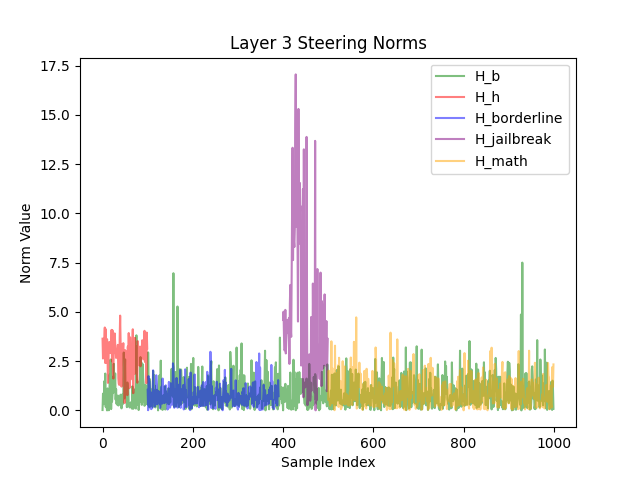 Layer 3 Steering Norms
17.5
15.0
12.5
10.0
7.5
5.0
2.5
0.0
Norm Value
H_b
H_h
H_borderline
H_jailbreak
H_math
0 200 400 600 800 1000
Sample Index